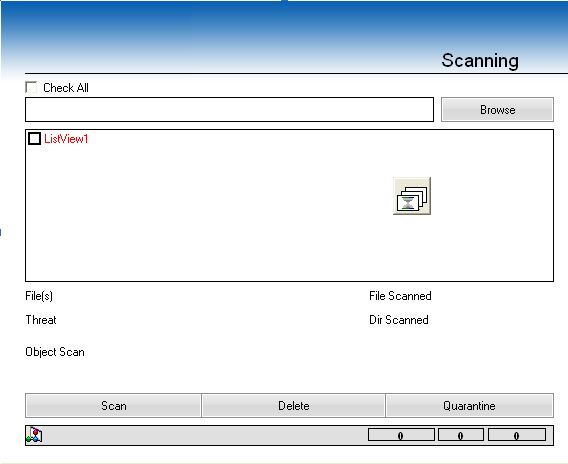 Scanning
Check All
Browse
ListView1
File(s) File Scanned
Threat Dir Scanned
Object Scan
Scan Delete Quarantine
0 0 0